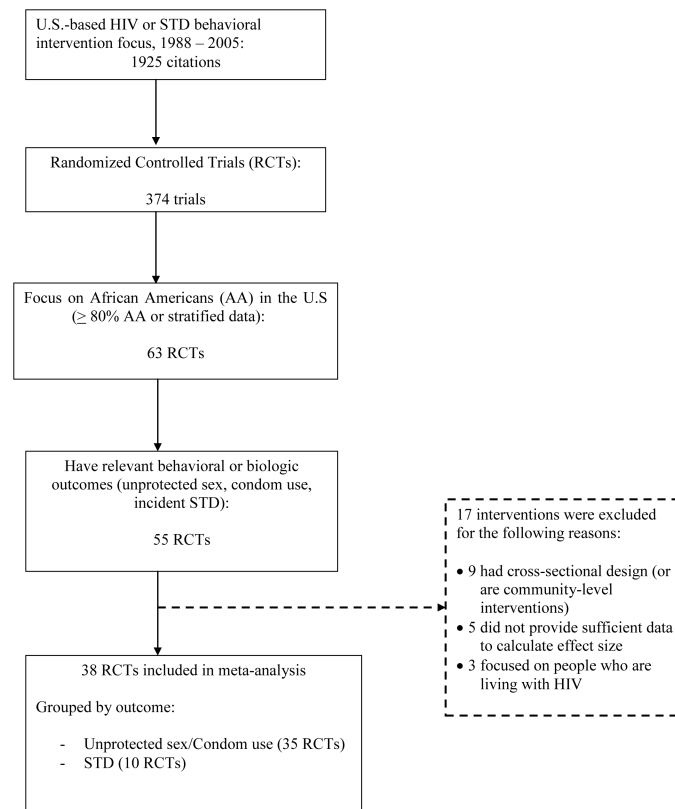 U.S.-based HIV or STD behavioral
intervention focus, 1988 – 2005:
1925 citations
Randomized Controlled Trials (RCTs):
374 trials
Focus on African Americans (AA) in the U.S
(≥ 80% AA or stratified data):
63 RCTs
Have relevant behavioral or biologic
outcomes (unprotected sex, condom use,
incident STD):
55 RCTs
17 interventions were excluded
for the following reasons:
• 9 had cross-sectional design (or
are community-level
interventions)
• 5 did not provide sufficient data
to calculate effect size
• 3 focused on people who are
living with HIV
38 RCTs included in meta-analysis
Grouped by outcome:
- Unprotected sex/Condom use (35 RCTs)
- STD (10 RCTs)